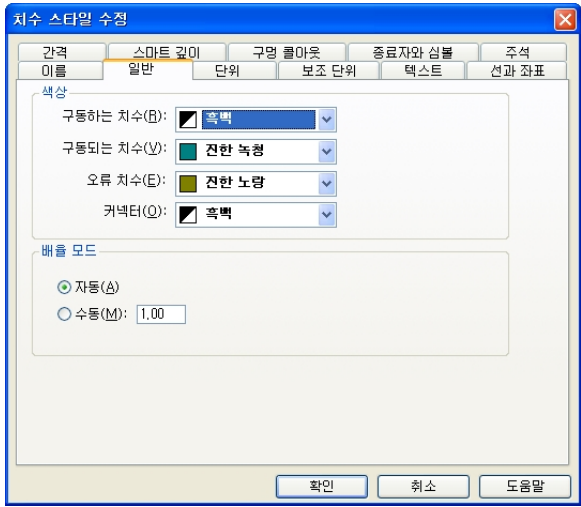 치수 스타일 수정
간격 스마트 깊이 구멍 콜아웃 종료자와 심볼 주석
이름 일반 단위 보조 단위 텍스트 선과 좌표
색상
구동하는 치수(R): 흑백
구동되는 치수(V): 진한 녹청
오류 치수(E): 진한 노랑
커넥터(O): 흑백
배율 모드
자동(A)
수동(M): 1,00
확인 취소 도움말